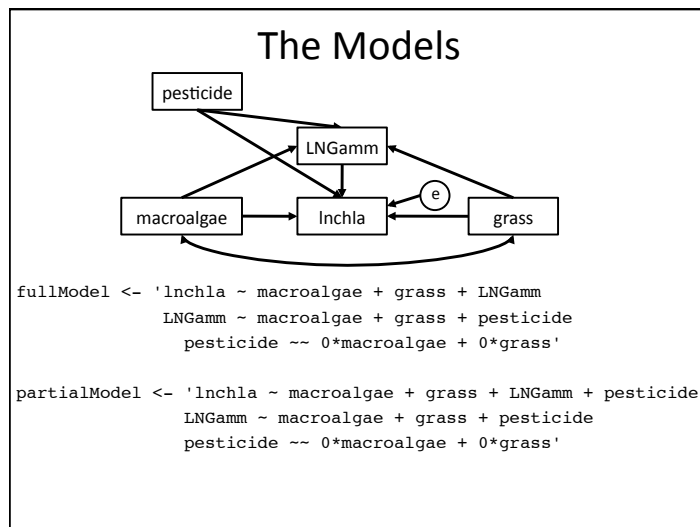 The Models
pesticide
LNGamm
e
macroalgae
lnchla
grass
fullModel <- 'lnchla ~ macroalgae + grass + LNGamm
LNGamm ~ macroalgae + grass + pesticide
pesticide ~~ 0*macroalgae + 0*grass'
partialModel <- 'lnchla ~ macroalgae + grass + LNGamm + pesticide
LNGamm ~ macroalgae + grass + pesticide
pesticide ~~ 0*macroalgae + 0*grass'